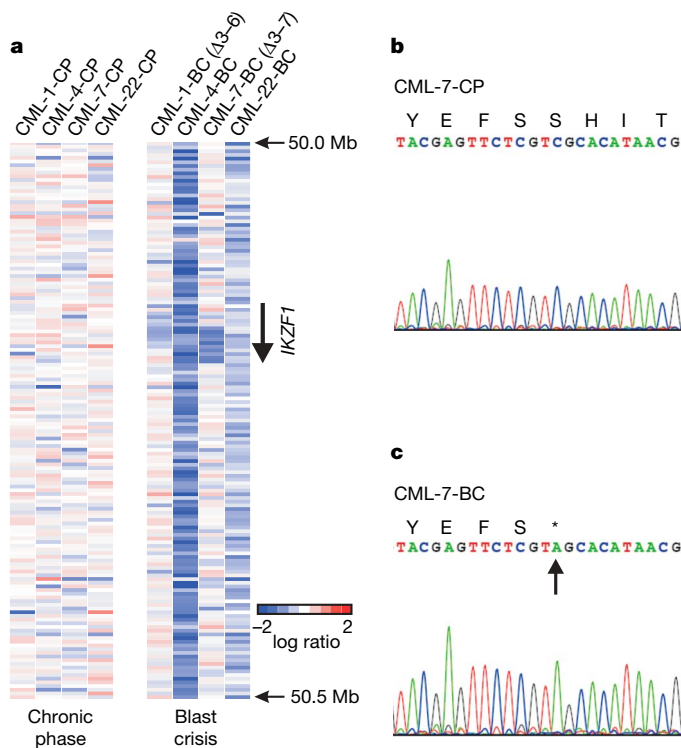 a
CML-1-CP
CML-4-CP
CML-7-CP
CML-22-CP
CML-1-BC (Δ3–6)
CML-4-BC
CML-7-BC (Δ3–7)
CML-22-BC
50.0 Mb
IKZF1
−2 2
log ratio
50.5 Mb
Chronic
phase
Blast
crisis
b
CML-7-CP
Y E F S S H I T
TACGAGTTCTCGTCGCACATAACG
c
CML-7-BC
Y E F S *
TACGAGTTCTCGTAGCACATAACG